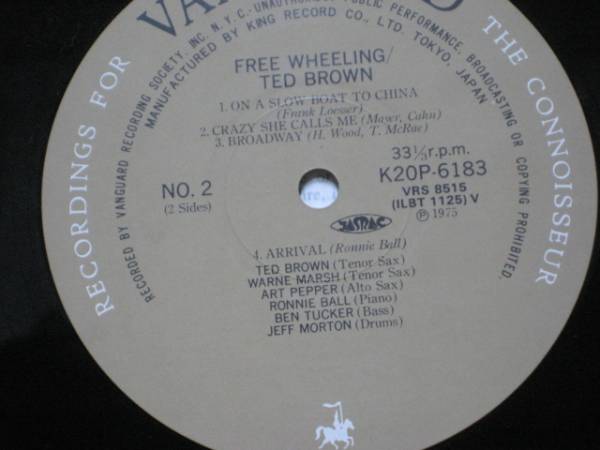 RECORDINGS FOR
THE CONNOISSEUR
RECORDED BY VANGUARD RECORDING SOCIETY, INC. N.Y.C.-UNAUTHORISED PUBLIC PERFORMANCE, BROADCASTING OR COPYING PROHIBITED.
MANUFACTURED BY KING RECORD CO., LTD. TOKYO, JAPAN
FREE WHEELING/
TED BROWN
1. ON A SLOW BOAT TO CHINA
(Frank Loesser)
2. CRAZY SHE CALLS ME (Mayer, Cahn)
3. BROADWAY (H. Wood, T. McRae)
33⅓ r.p.m.
K20P-6183
NO. 2
(2 Sides)
VRS 8515
(ILBT 1125) V
Ⓟ 1975
JASRAC
4. ARRIVAL (Ronnie Ball)
TED BROWN (Tenor Sax)
WARNE MARSH (Tenor Sax)
ART PEPPER (Alto Sax)
RONNIE BALL (Piano)
BEN TUCKER (Bass)
JEFF MORTON (Drums)